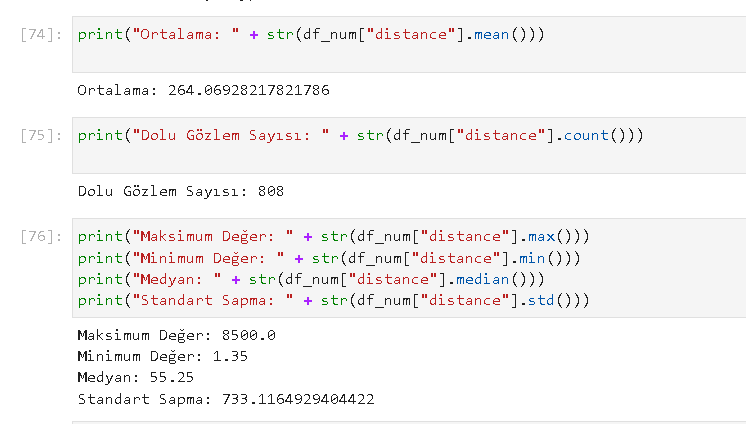 [74]: print("Ortalama: " + str(df_num["distance"].mean()))
Ortalama: 264.06928217821786
[75]: print("Dolu Gözlem Sayısı: " + str(df_num["distance"].count()))
Dolu Gözlem Sayısı: 808
[76]: print("Maksimum Değer: " + str(df_num["distance"].max()))
print("Minimum Değer: " + str(df_num["distance"].min()))
print("Medyan: " + str(df_num["distance"].median()))
print("Standart Sapma: " + str(df_num["distance"].std()))
Maksimum Değer: 8500.0
Minimum Değer: 1.35
Medyan: 55.25
Standart Sapma: 733.1164929404422